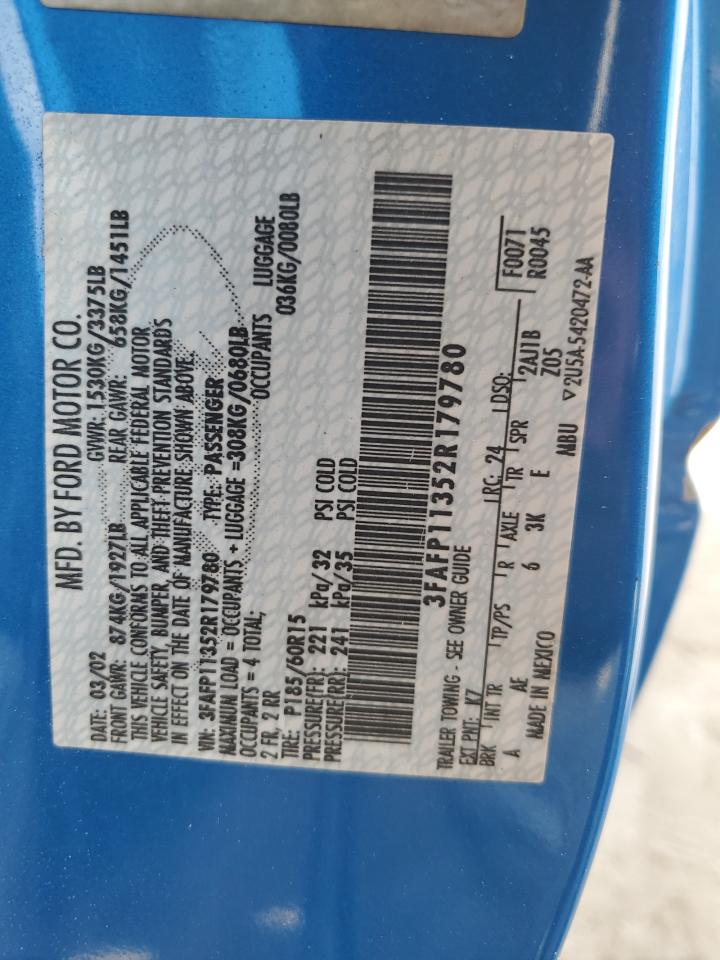 MFD. BY FORD MOTOR CO.
DATE: 03/02 GVWR: 1530KG/3375LB
FRONT GAWR: 874KG/1927LB REAR GAWR: 658KG/1451LB
THIS VEHICLE CONFORMS TO ALL APPLICABLE FEDERAL MOTOR
VEHICLE SAFETY, BUMPER, AND THEFT PREVENTION STANDARDS
IN EFFECT ON THE DATE OF MANUFACTURE SHOWN ABOVE.
VIN: 3FAFP11352R179780 TYPE: PASSENGER
MAXIMUM LOAD = OCCUPANTS + LUGGAGE =308KG/0680LB
OCCUPANTS = 4 TOTAL; OCCUPANTS LUGGAGE
2 FR, 2 RR 036KG/0080LB
TIRE: P185/60R15
PRESSURE(FR): 221 kPa/32 PSI COLD
PRESSURE(RR): 241 kPa/35 PSI COLD
3FAFP11352R179780
TRAILER TOWING - SEE OWNER GUIDE
EXT PNT: K7 RC: 24 DSO: F0071
BRK INT TR TP/PS R AXLE TR SPR R0045
A AE 6 3K E 2AJ1B
MADE IN MEXICO Z05
MBU ▽2U5A-5420472-AA